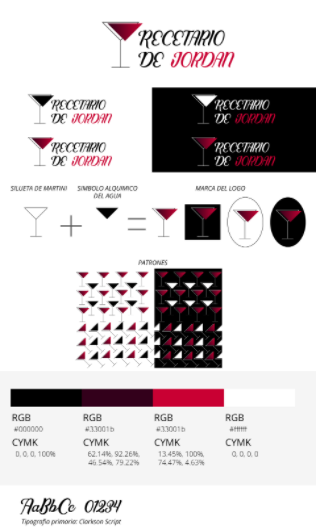 RECETARIO
DE JORDAN
RECETARIO
DE JORDAN
RECETARIO
DE JORDAN
RECETARIO
DE JORDAN
RECETARIO
DE JORDAN
SILUETA DE MARTINI
SIMBOLO ALQUIMICO
DEL AGUA
MARCA DEL LOGO
PATRONES
RGB
#000000
CYMK
0, 0, 0, 100%
RGB
#33001b
CYMK
62.14%, 92.26%,
46.54%, 79.22%
RGB
#33001b
CYMK
13.45%, 100%,
74.47%, 4.63%
RGB
#ffffff
CYMK
0, 0, 0, 0
AaBbCc 01234
Tipografia primaria: Clarkson Script